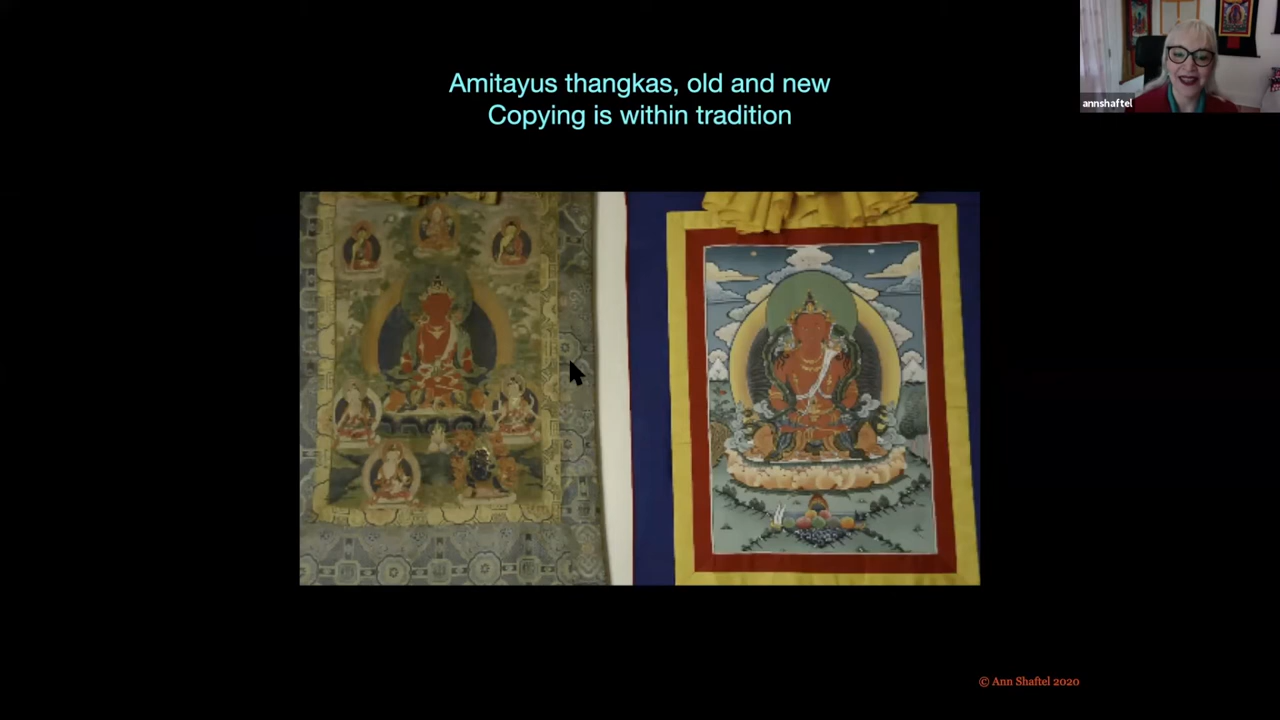 Amitayus thangkas, old and new
Copying is within tradition
annshaftel
© Ann Shaftel 2020